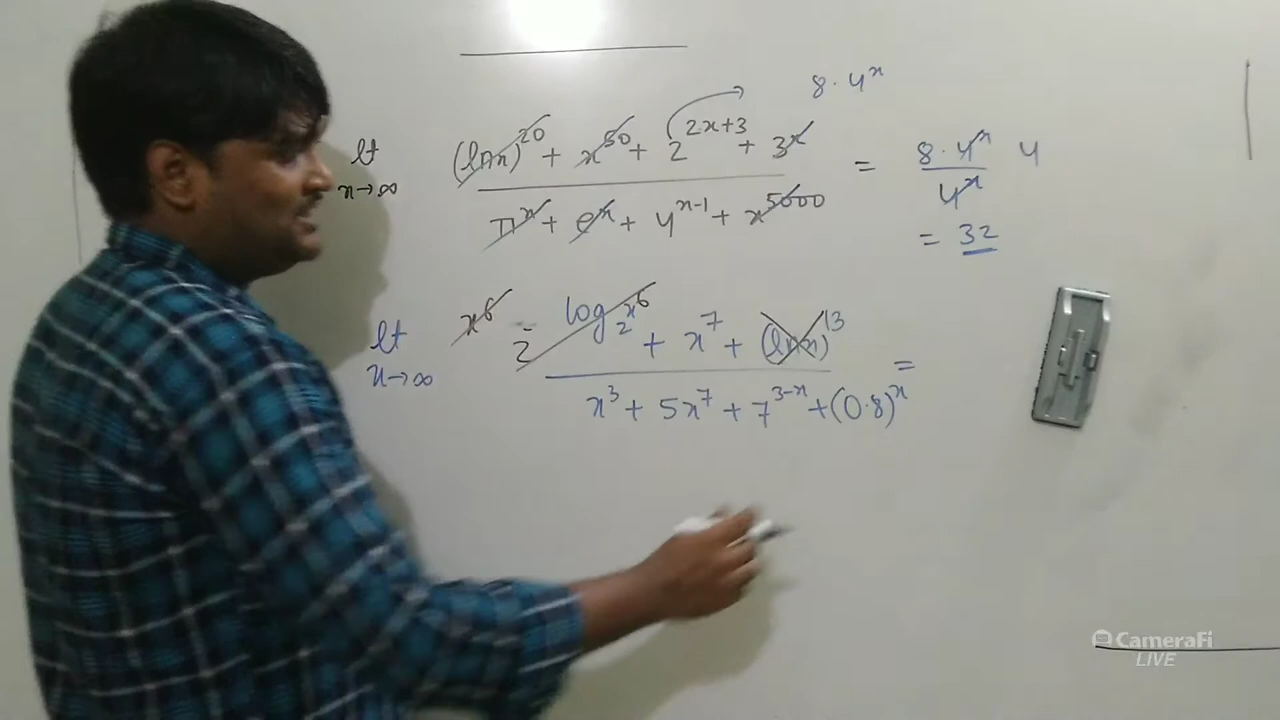 8·4^x
lt x→∞ ((ln x)^20 + x^50 + 2^(2x+3) + 3^x) / (π^x + e^x + 4^(x-1) + x^5000) = (8·4^x / 4^x) 4
= 32
x^6
lt x→∞ (2^(log_2 x^6) + x^7 + (ln x)^13) / (x^3 + 5x^7 + 7^(3-x) + (0.8)^x) =
CameraFi
LIVE